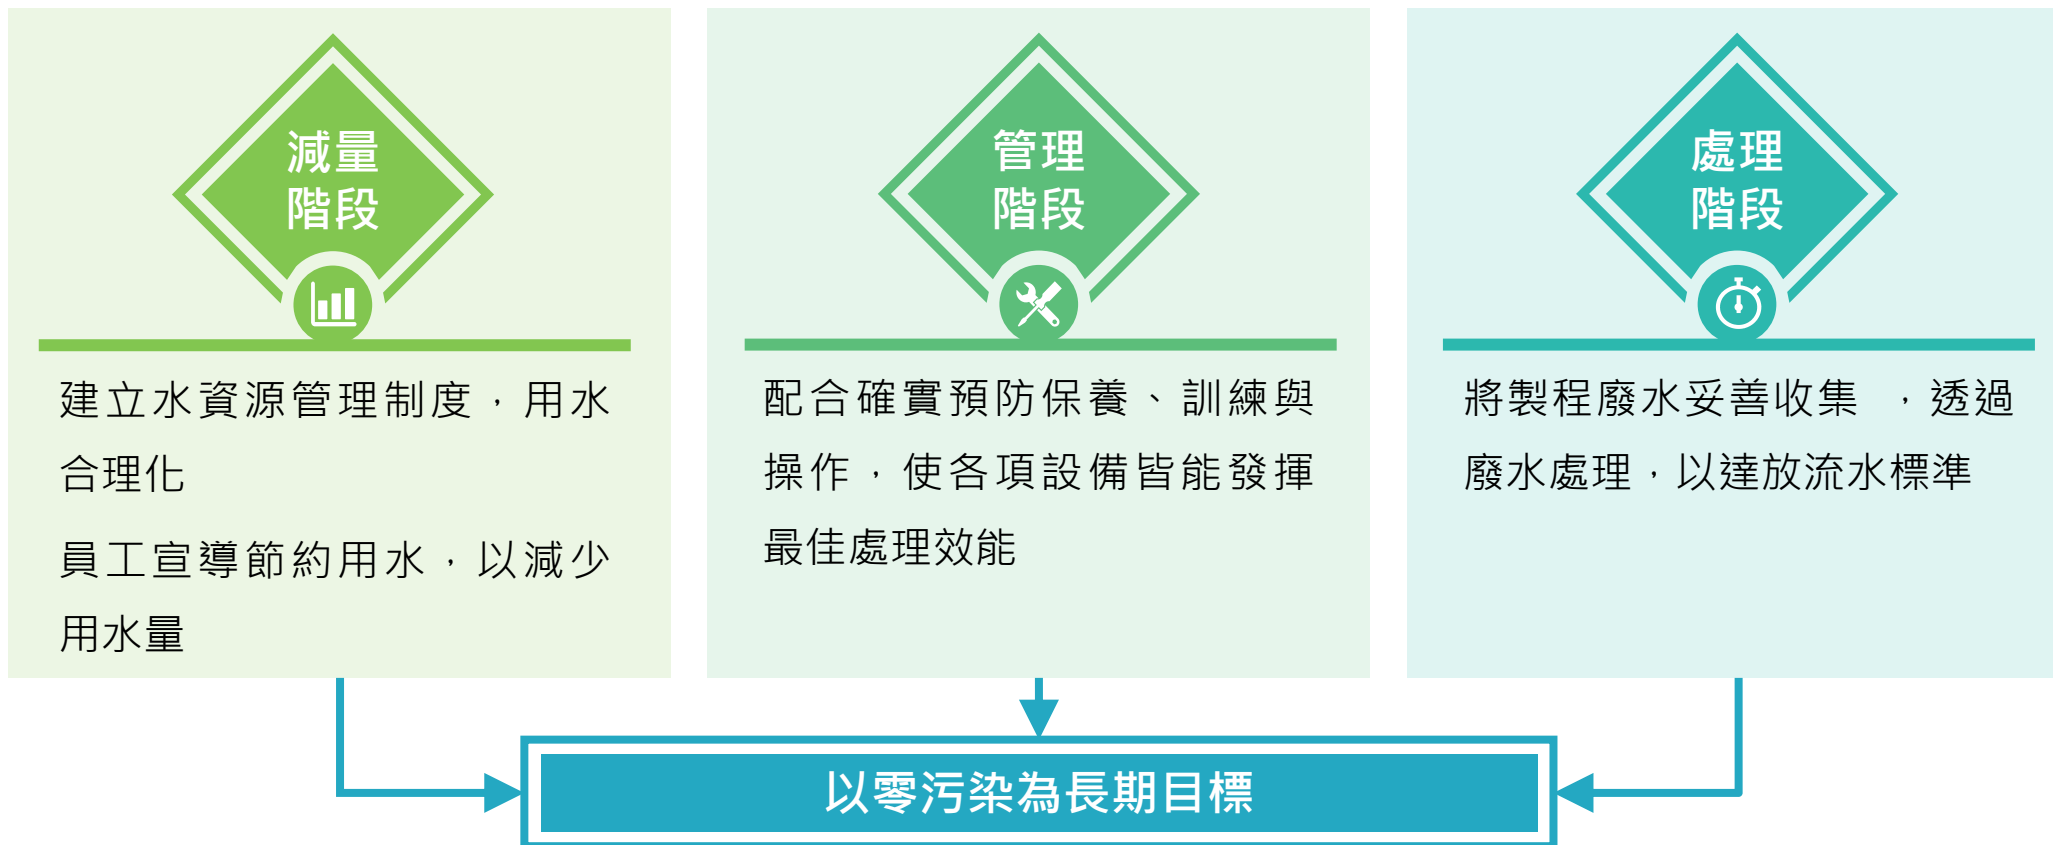 減量
階段
建立水資源管理制度，用水
合理化
員工宣導節約用水，以減少
用水量
管理
階段
配合確實預防保養、訓練與
操作，使各項設備皆能發揮
最佳處理效能
處理
階段
將製程廢水妥善收集 ，透過
廢水處理，以達放流水標準
以零污染為長期目標